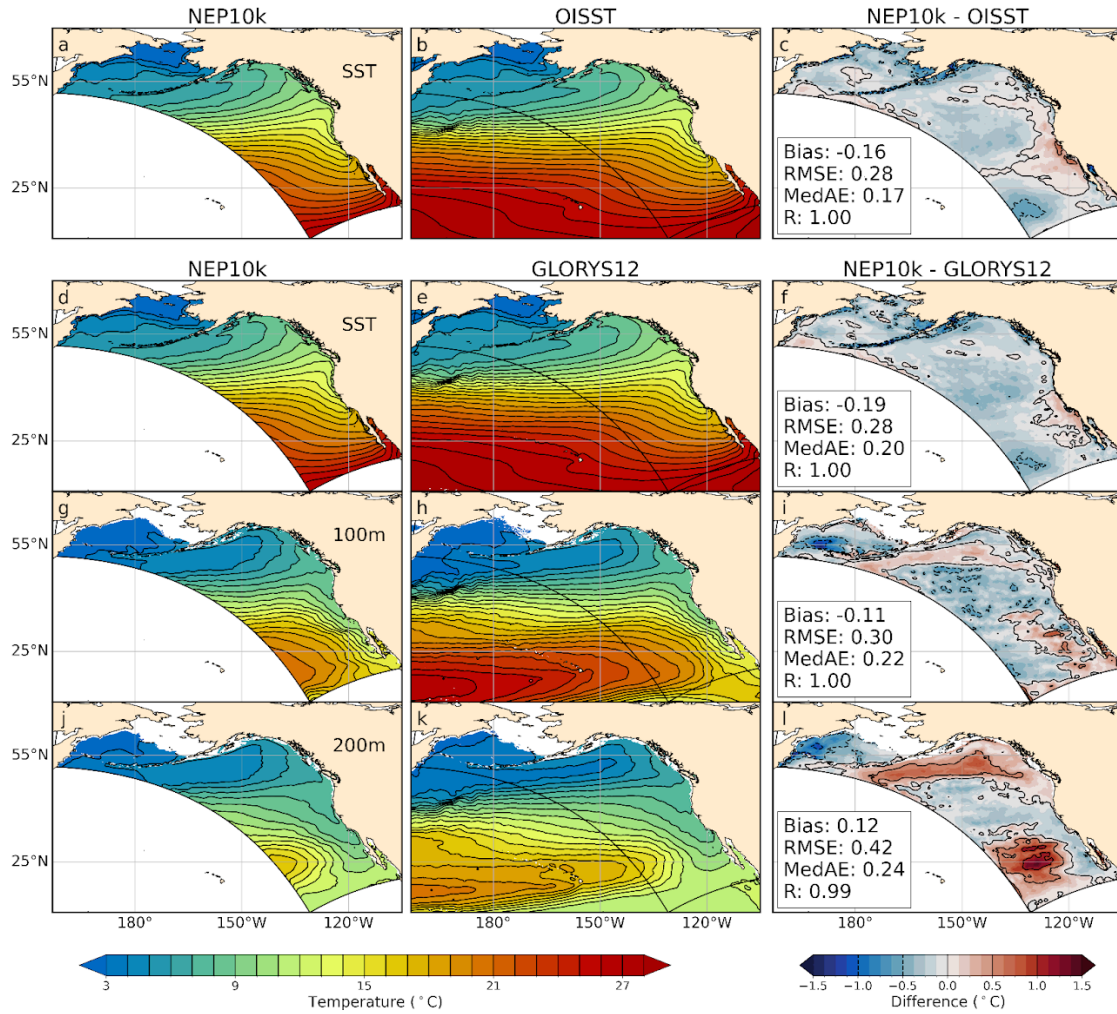 NEP10k OISST NEP10k - OISST
a SST b c
55°N
25°N
Bias: -0.16
RMSE: 0.28
MedAE: 0.17
R: 1.00
NEP10k GLORYS12 NEP10k - GLORYS12
d SST e f
55°N
25°N
Bias: -0.19
RMSE: 0.28
MedAE: 0.20
R: 1.00
g 100m h i
55°N
25°N
Bias: -0.11
RMSE: 0.30
MedAE: 0.22
R: 1.00
j 200m k l
55°N
25°N
Bias: 0.12
RMSE: 0.42
MedAE: 0.24
R: 0.99
180° 150°W 120°W 180° 150°W 120°W 180° 150°W 120°W
3 9 15 21 27 −1.5 −1.0 −0.5 0.0 0.5 1.0 1.5
Temperature (°C) Difference (°C)